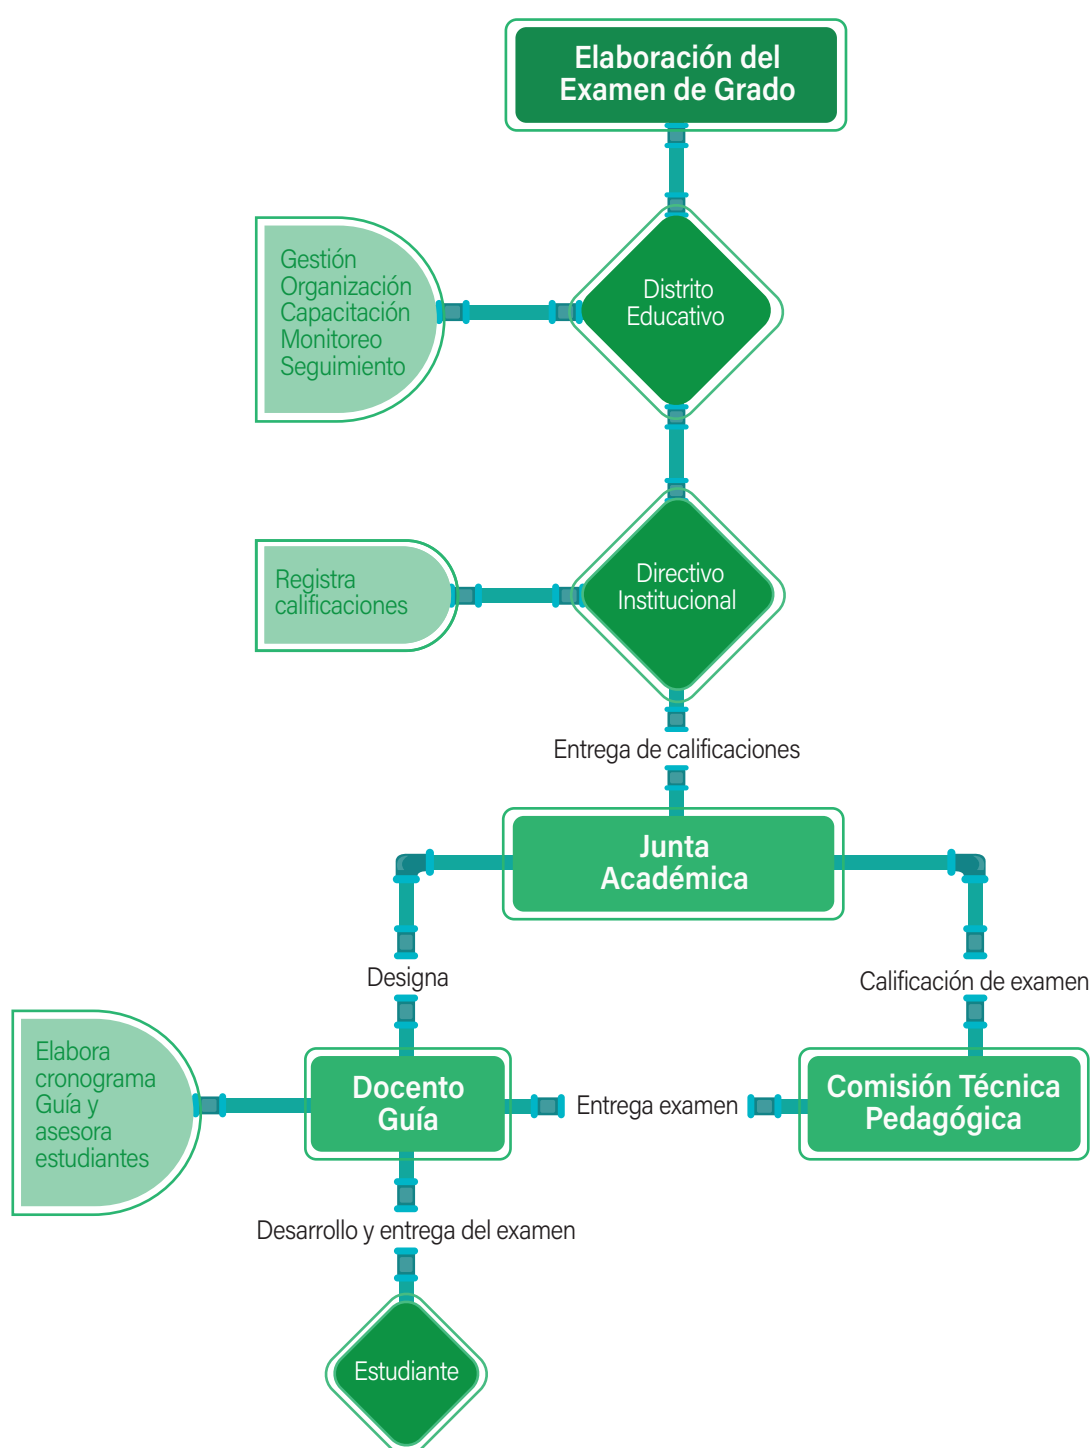 Elaboración del
Examen de Grado
Gestión
Organización
Capacitación
Monitoreo
Seguimiento
Distrito
Educativo
Registra
calificaciones
Directivo
Institucional
Entrega de calificaciones
Junta
Académica
Designa
Calificación de examen
Elabora
cronograma
Guía y
asesora
estudiantes
Docento
Guía
Entrega examen
Comisión Técnica
Pedagógica
Desarrollo y entrega del examen
Estudiante